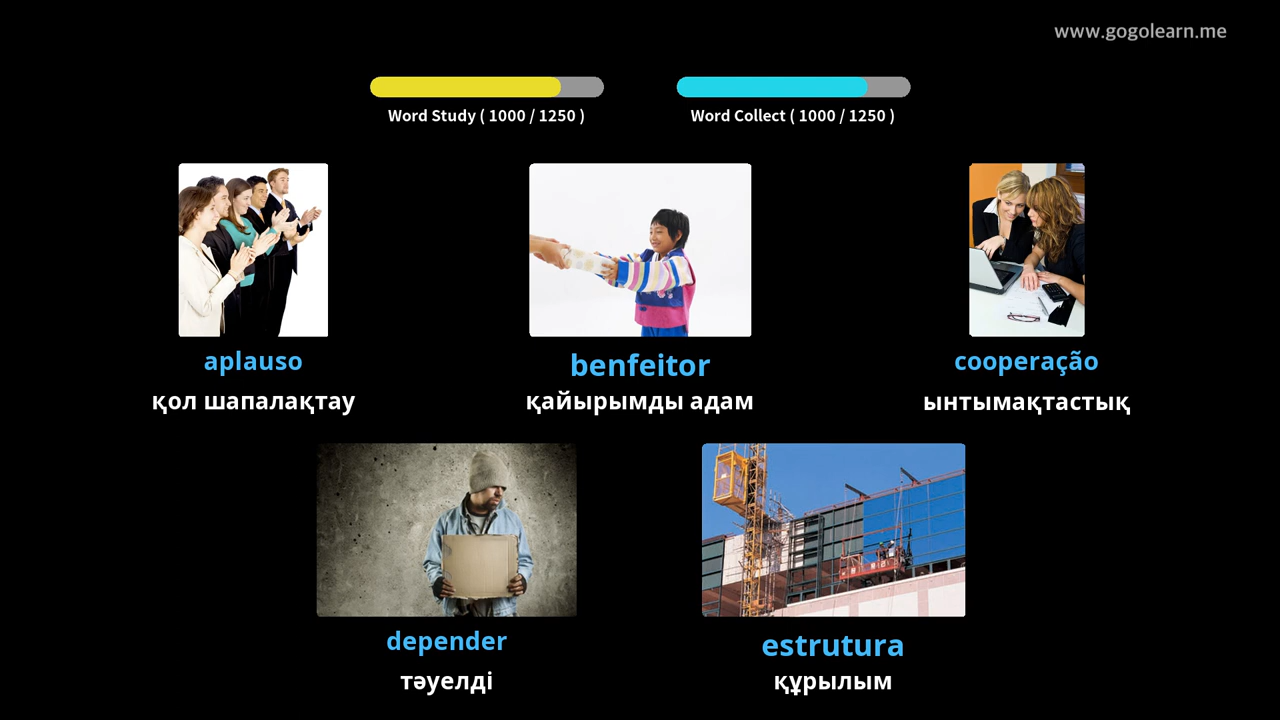 www.gogolearn.me
Word Study ( 1000 / 1250 )
Word Collect ( 1000 / 1250 )
aplauso
қол шапалақтау
benfeitor
қайырымды адам
cooperação
ынтымақтастық
depender
тәуелді
estrutura
құрылым